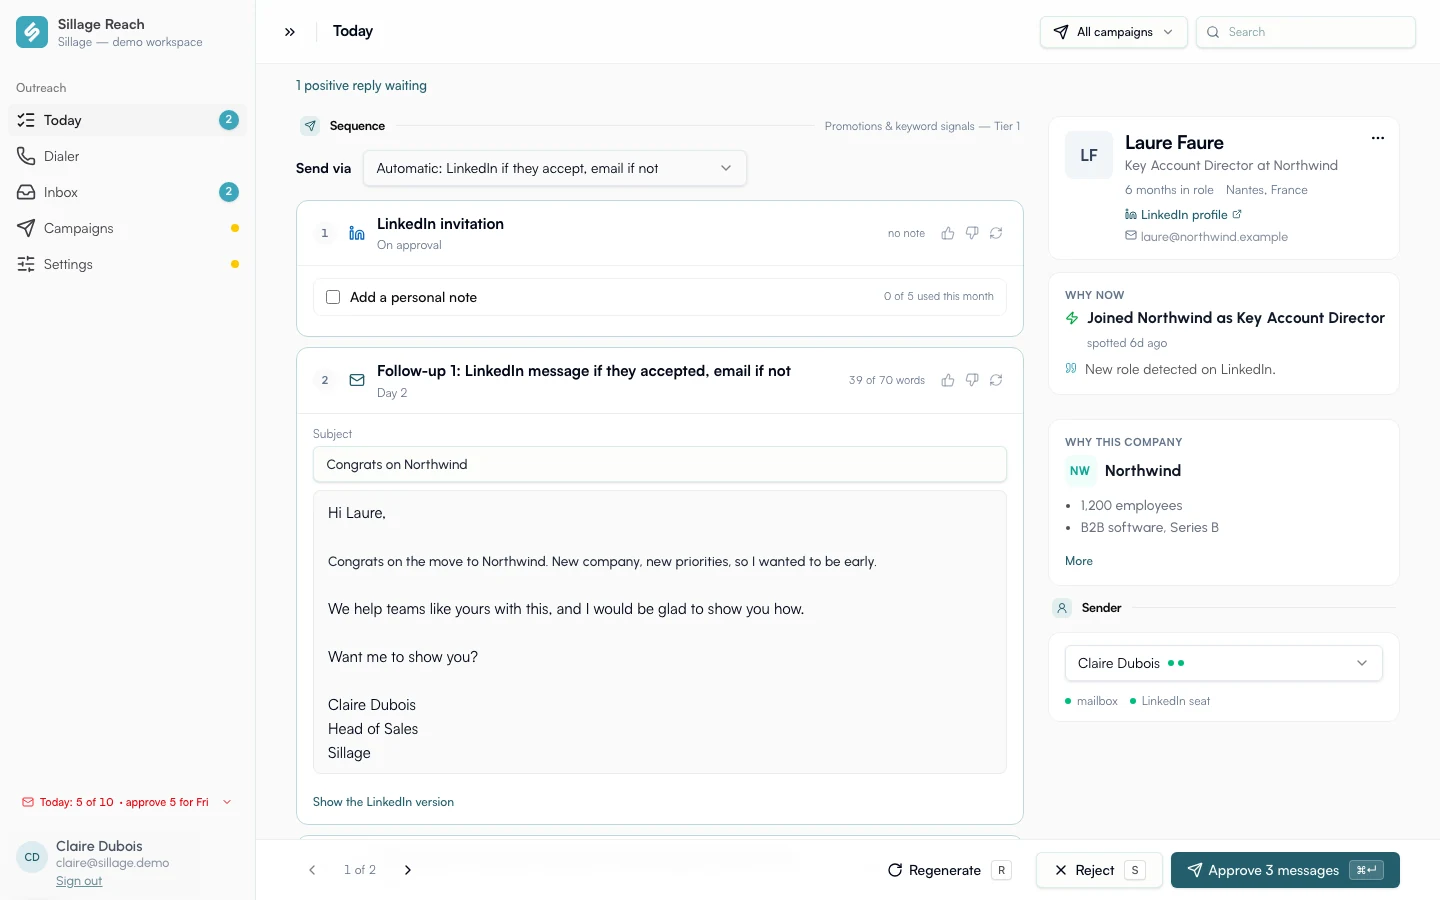 Sillage Reach
Sillage — demo workspace
Outreach
Today
2
Dialer
Inbox
2
Campaigns
Settings
Today: 5 of 10 · approve 5 for Fri
CD
Claire Dubois
claire@sillage.demo
Sign out
Today
All campaigns
Search
1 positive reply waiting
Sequence
Promotions & keyword signals — Tier 1
Send via
Automatic: LinkedIn if they accept, email if not
1
LinkedIn invitation
On approval
no note
Add a personal note
0 of 5 used this month
2
Follow-up 1: LinkedIn message if they accepted, email if not
Day 2
39 of 70 words
Subject
Congrats on Northwind
Hi Laure,
Congrats on the move to Northwind. New company, new priorities, so I wanted to be early.
We help teams like yours with this, and I would be glad to show you how.
Want me to show you?
Claire Dubois
Head of Sales
Sillage
Show the LinkedIn version
LF
Laure Faure
Key Account Director at Northwind
6 months in role Nantes, France
LinkedIn profile
laure@northwind.example
WHY NOW
Joined Northwind as Key Account Director
spotted 6d ago
New role detected on LinkedIn.
WHY THIS COMPANY
NW
Northwind
• 1,200 employees
• B2B software, Series B
More
Sender
Claire Dubois
mailbox
LinkedIn seat
1 of 2
Regenerate R
Reject S
Approve 3 messages ⌘↵